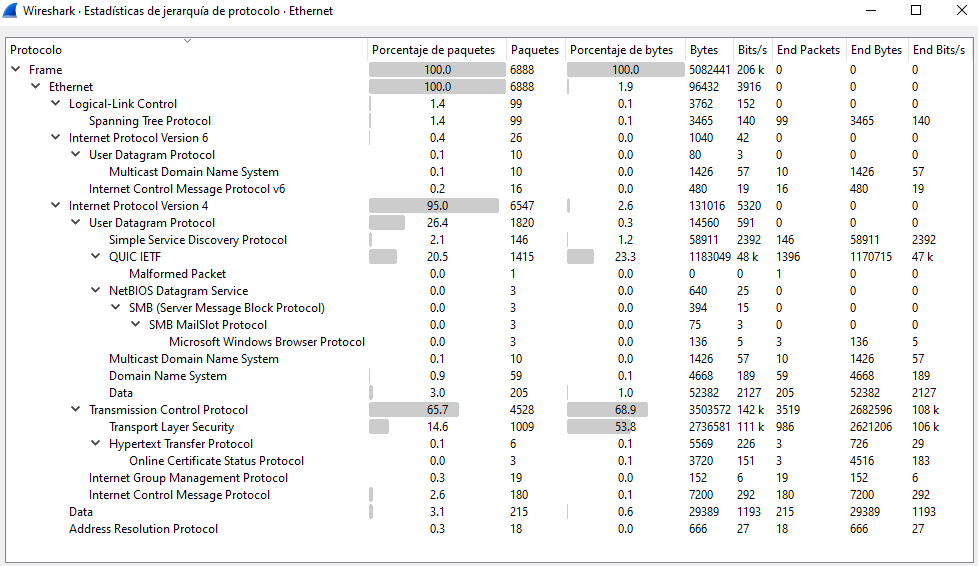 Wireshark · Estadísticas de jerarquía de protocolo · Ethernet
Protocolo Porcentaje de paquetes Paquetes Porcentaje de bytes Bytes Bits/s End Packets End Bytes End Bits/s
Frame 100.0 6888 100.0 5082441 206 k 0 0 0
Ethernet 100.0 6888 1.9 96432 3916 0 0 0
Logical-Link Control 1.4 99 0.1 3762 152 0 0 0
Spanning Tree Protocol 1.4 99 0.1 3465 140 99 3465 140
Internet Protocol Version 6 0.4 26 0.0 1040 42 0 0 0
User Datagram Protocol 0.1 10 0.0 80 3 0 0 0
Multicast Domain Name System 0.1 10 0.0 1426 57 10 1426 57
Internet Control Message Protocol v6 0.2 16 0.0 480 19 16 480 19
Internet Protocol Version 4 95.0 6547 2.6 131016 5320 0 0 0
User Datagram Protocol 26.4 1820 0.3 14560 591 0 0 0
Simple Service Discovery Protocol 2.1 146 1.2 58911 2392 146 58911 2392
QUIC IETF 20.5 1415 23.3 1183049 48 k 1396 1170715 47 k
Malformed Packet 0.0 1 0.0 0 0 1 0 0
NetBIOS Datagram Service 0.0 3 0.0 640 25 0 0 0
SMB (Server Message Block Protocol) 0.0 3 0.0 394 15 0 0 0
SMB MailSlot Protocol 0.0 3 0.0 75 3 0 0 0
Microsoft Windows Browser Protocol 0.0 3 0.0 136 5 3 136 5
Multicast Domain Name System 0.1 10 0.0 1426 57 10 1426 57
Domain Name System 0.9 59 0.1 4668 189 59 4668 189
Data 3.0 205 1.0 52382 2127 205 52382 2127
Transmission Control Protocol 65.7 4528 68.9 3503572 142 k 3519 2682596 108 k
Transport Layer Security 14.6 1009 53.8 2736581 111 k 986 2621206 106 k
Hypertext Transfer Protocol 0.1 6 0.1 5569 226 3 726 29
Online Certificate Status Protocol 0.0 3 0.1 3720 151 3 4516 183
Internet Group Management Protocol 0.3 19 0.0 152 6 19 152 6
Internet Control Message Protocol 2.6 180 0.1 7200 292 180 7200 292
Data 3.1 215 0.6 29389 1193 215 29389 1193
Address Resolution Protocol 0.3 18 0.0 666 27 18 666 27